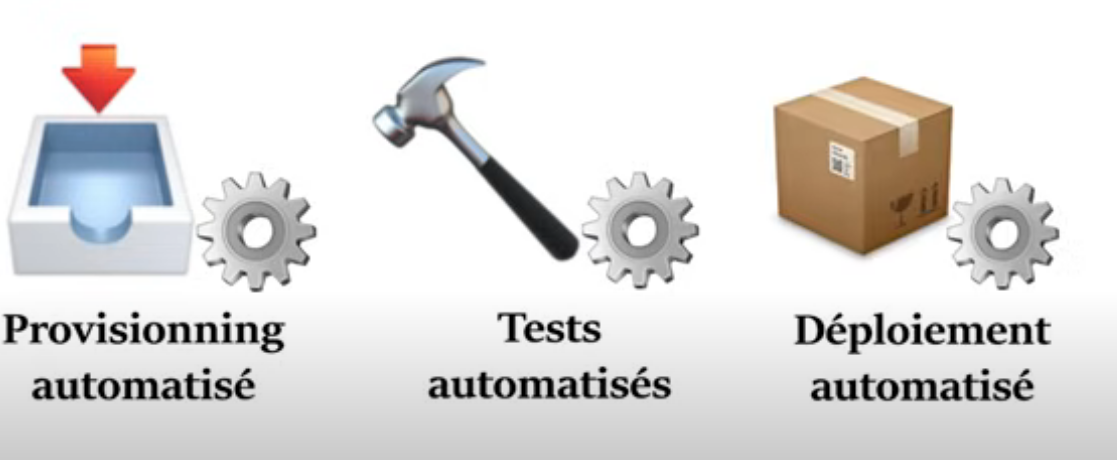 Provisionning
automatisé
Tests
automatisés
Déploiement
automatisé